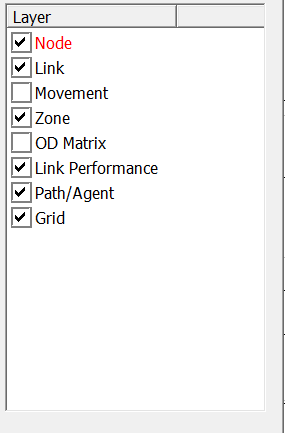 Layer
Node
Link
Movement
Zone
OD Matrix
Link Performance
Path/Agent
Grid